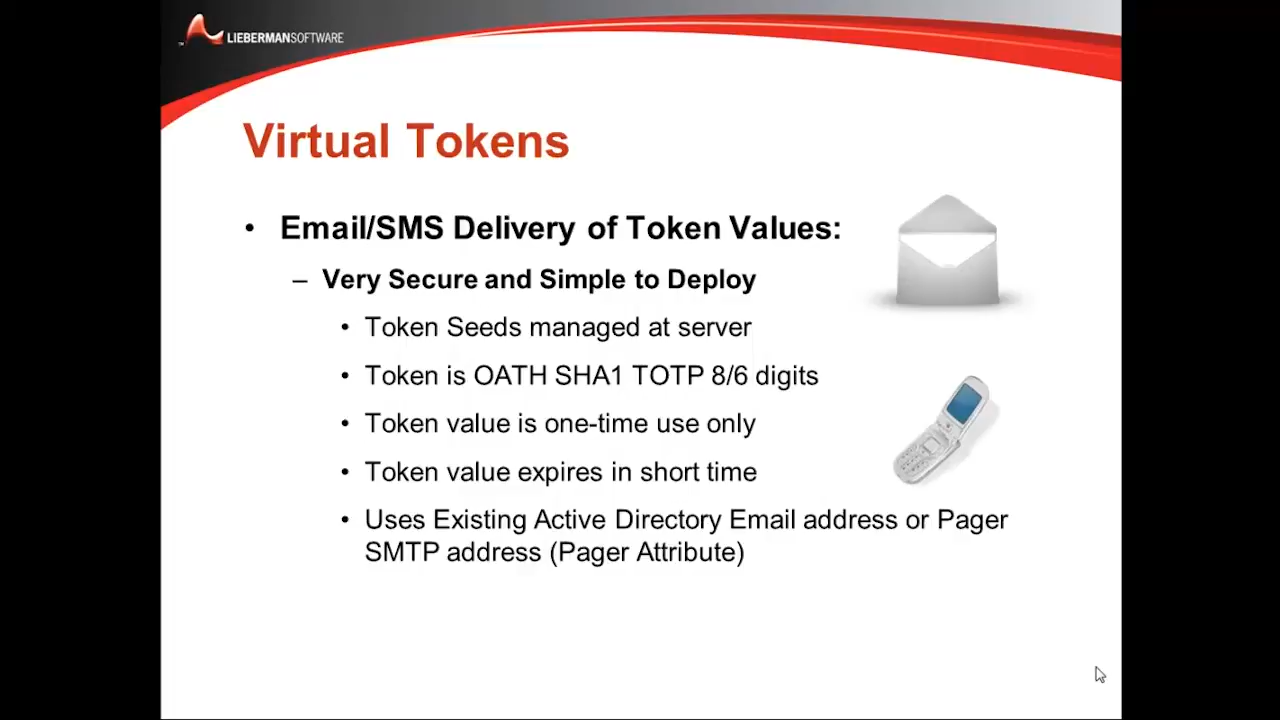 LIEBERMANSOFTWARE
Virtual Tokens
• Email/SMS Delivery of Token Values:
– Very Secure and Simple to Deploy
• Token Seeds managed at server
• Token is OATH SHA1 TOTP 8/6 digits
• Token value is one-time use only
• Token value expires in short time
• Uses Existing Active Directory Email address or Pager
SMTP address (Pager Attribute)